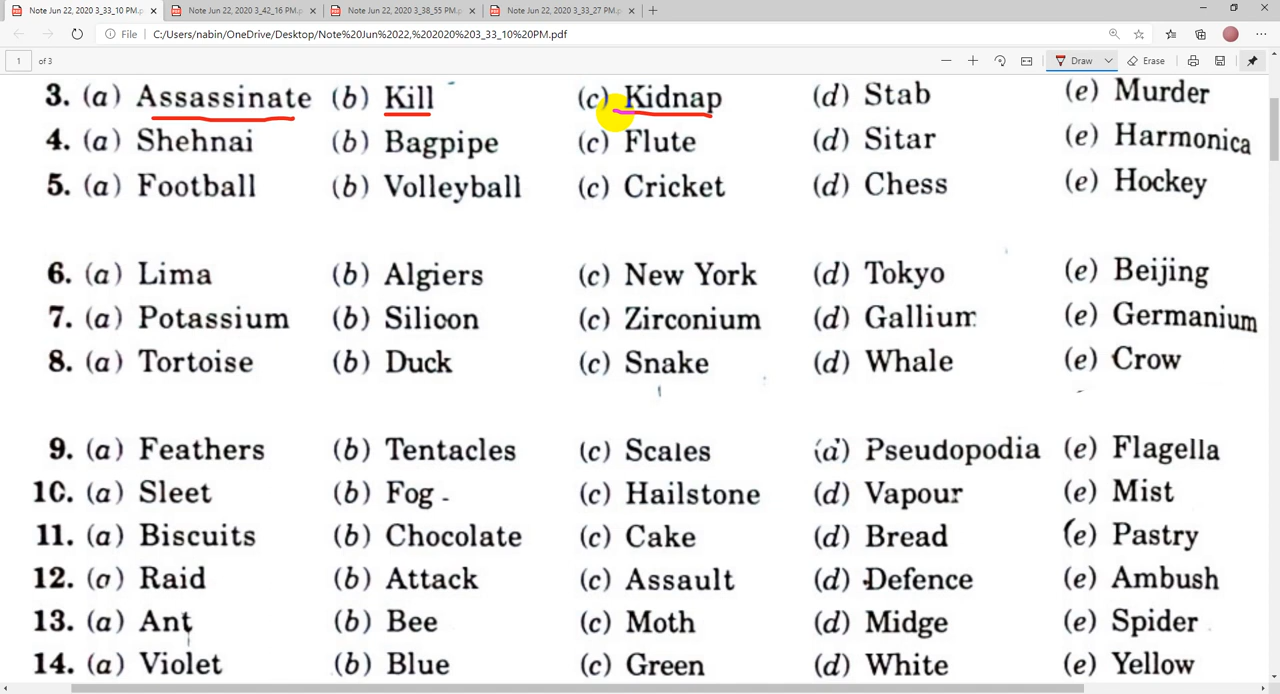 Note Jun 22, 2020 3_33_10 PM.p Note Jun 22, 2020 3_42_16 PM.p Note Jun 22, 2020 3_38_55 PM.p Note Jun 22, 2020 3_33_27 PM.p
File C:/Users/nabin/OneDrive/Desktop/Note%20Jun%2022,%202020%203_33_10%20PM.pdf
1 of 3 Draw Erase
3. (a) Assassinate (b) Kill (c) Kidnap (d) Stab (e) Murder
4. (a) Shehnai (b) Bagpipe (c) Flute (d) Sitar (e) Harmonica
5. (a) Football (b) Volleyball (c) Cricket (d) Chess (e) Hockey
6. (a) Lima (b) Algiers (c) New York (d) Tokyo (e) Beijing
7. (a) Potassium (b) Silicon (c) Zirconium (d) Gallium (e) Germanium
8. (a) Tortoise (b) Duck (c) Snake (d) Whale (e) Crow
9. (a) Feathers (b) Tentacles (c) Scales (d) Pseudopodia (e) Flagella
10. (a) Sleet (b) Fog (c) Hailstone (d) Vapour (e) Mist
11. (a) Biscuits (b) Chocolate (c) Cake (d) Bread (e) Pastry
12. (a) Raid (b) Attack (c) Assault (d) Defence (e) Ambush
13. (a) Ant (b) Bee (c) Moth (d) Midge (e) Spider
14. (a) Violet (b) Blue (c) Green (d) White (e) Yellow